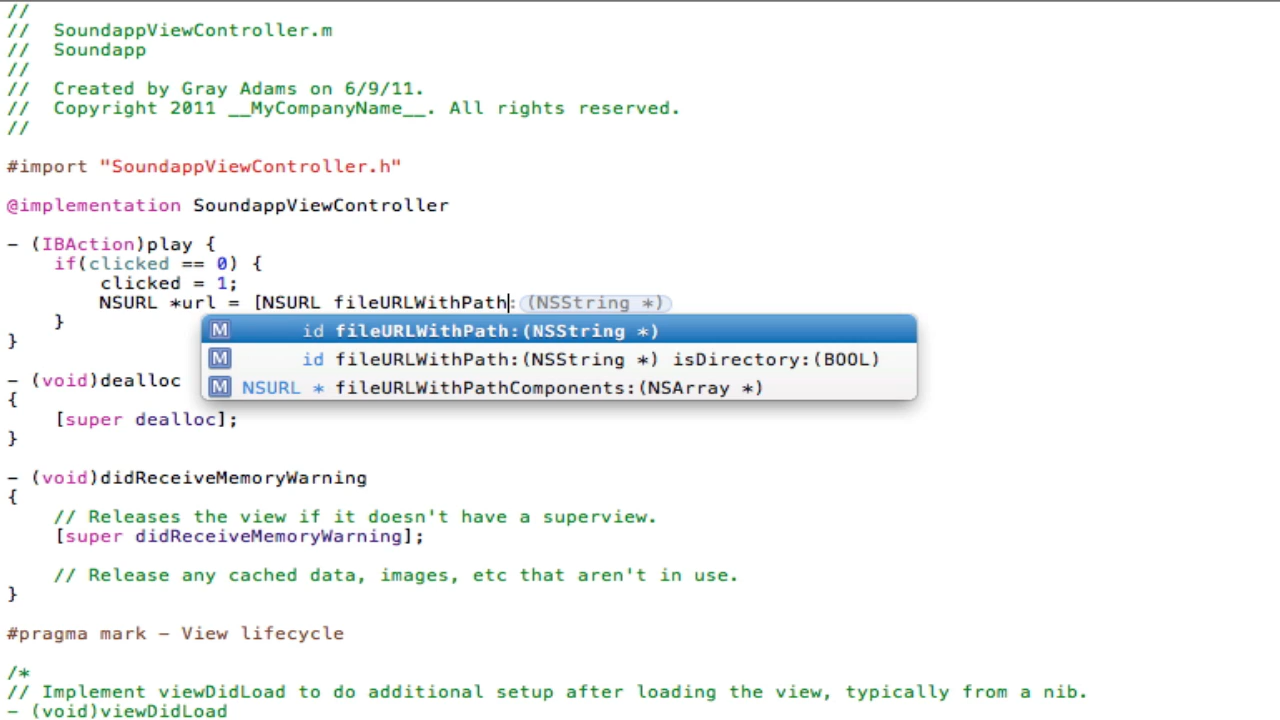 //
//  SoundappViewController.m
//  Soundapp
//
//  Created by Gray Adams on 6/9/11.
//  Copyright 2011 __MyCompanyName__. All rights reserved.
//
#import "SoundappViewController.h"
@implementation SoundappViewController
- (IBAction)play {
    if(clicked == 0) {
        clicked = 1;
        NSURL *url = [NSURL fileURLWithPath:(NSString *)
    }
M id fileURLWithPath:(NSString *)
}
M id fileURLWithPath:(NSString *) isDirectory:(BOOL)
- (void)dealloc
M NSURL * fileURLWithPathComponents:(NSArray *)
{
    [super dealloc];
}
- (void)didReceiveMemoryWarning
{
    // Releases the view if it doesn't have a superview.
    [super didReceiveMemoryWarning];
    // Release any cached data, images, etc that aren't in use.
}
#pragma mark - View lifecycle
/*
// Implement viewDidLoad to do additional setup after loading the view, typically from a nib.
- (void)viewDidLoad